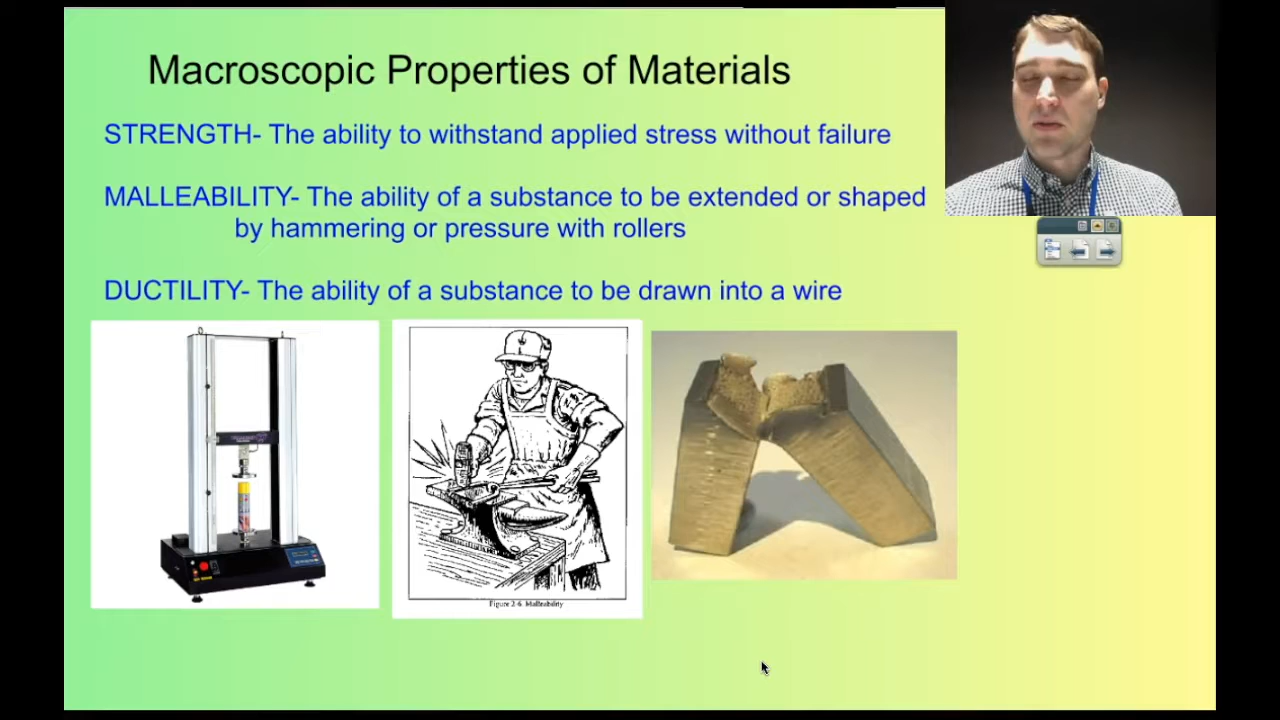 Macroscopic Properties of Materials
STRENGTH- The ability to withstand applied stress without failure
MALLEABILITY- The ability of a substance to be extended or shaped
by hammering or pressure with rollers
DUCTILITY- The ability of a substance to be drawn into a wire
Figure 2-6 Malleability